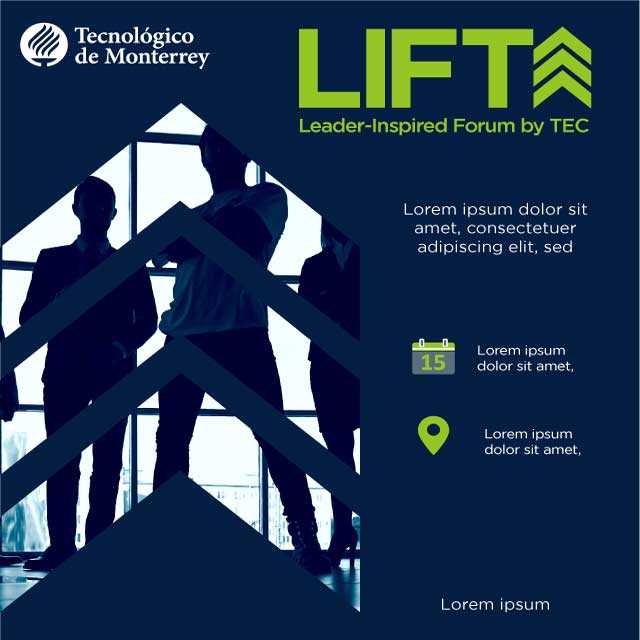 Tecnológico
de Monterrey
LIFT
Leader-Inspired Forum by TEC
Lorem ipsum dolor sit
amet, consectetuer
adipiscing elit, sed
15
Lorem ipsum
dolor sit amet,
Lorem ipsum
dolor sit amet,
Lorem ipsum